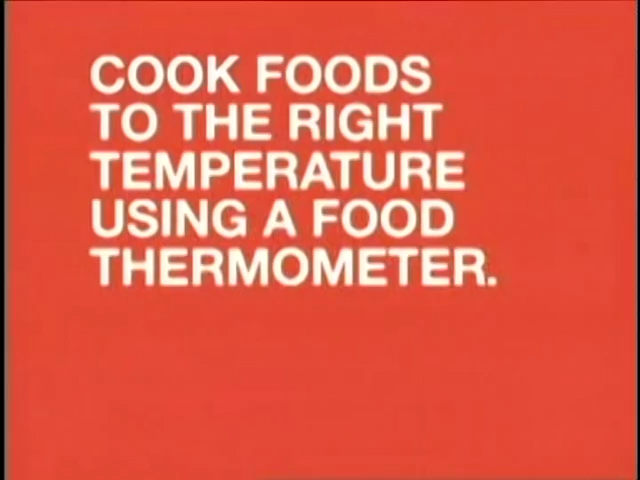 COOK FOODS
TO THE RIGHT
TEMPERATURE
USING A FOOD
THERMOMETER.